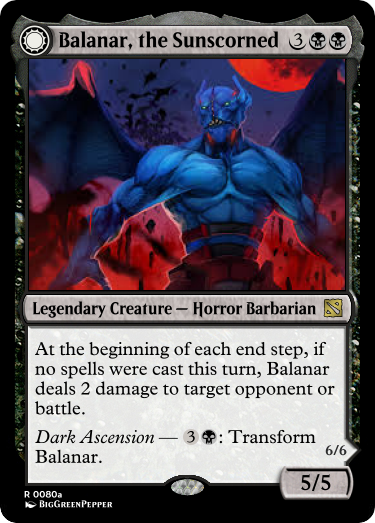 Balanar, the Sunscorned 3
Legendary Creature — Horror Barbarian
At the beginning of each end step, if
no spells were cast this turn, Balanar
deals 2 damage to target opponent or
battle.
Dark Ascension — 3 : Transform
Balanar.
6/6
5/5
R 0080a
BigGreenPepper